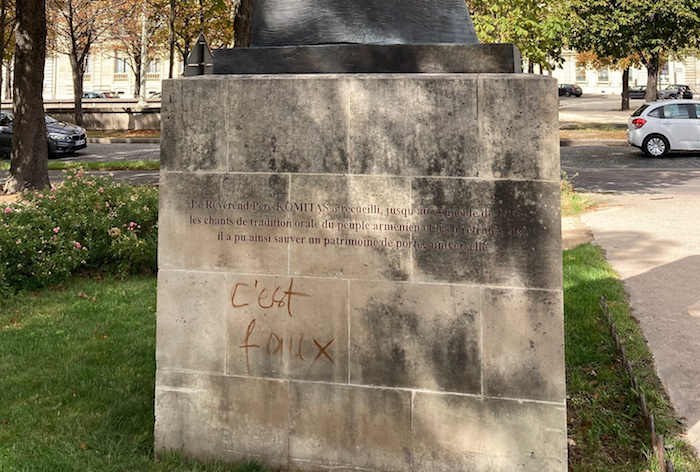 Le Révérend Père KOMITAS a recueilli, jusqu'au
les chants de tradition orale du peuple arménien
il a pu ainsi sauver un patrimoine de portée universelle
c'est
faux